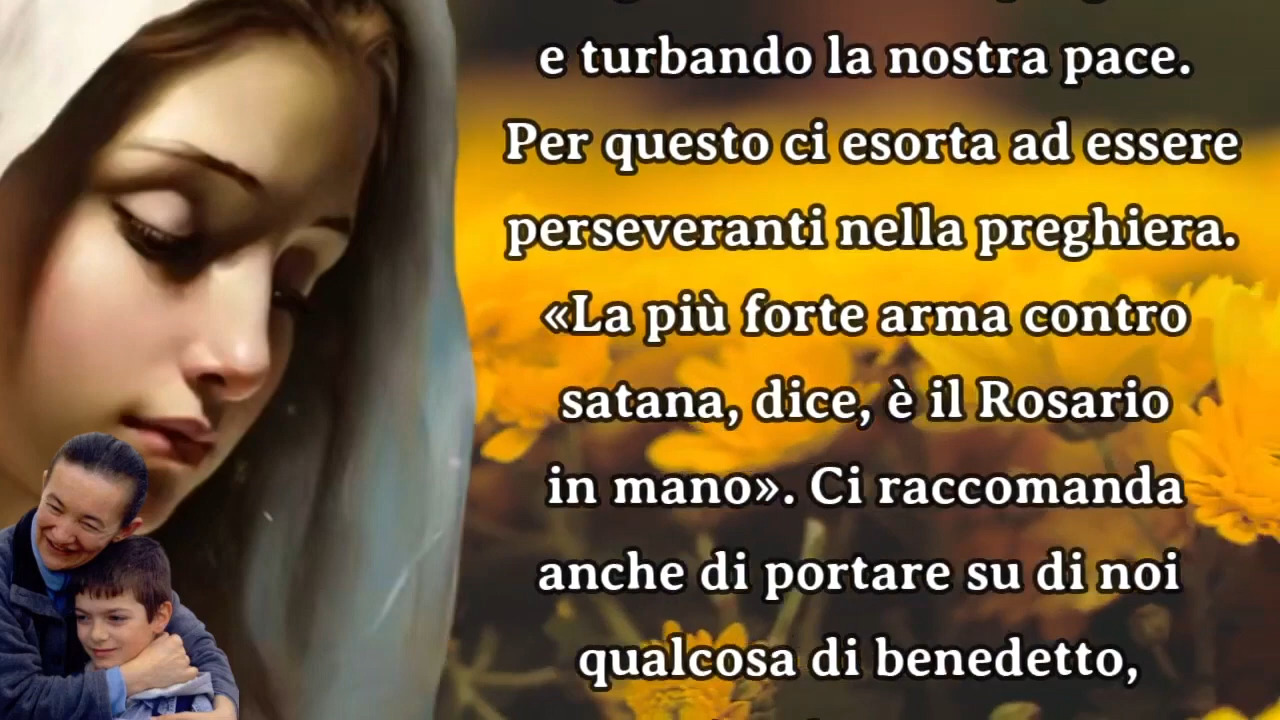 e turbando la nostra pace.
Per questo ci esorta ad essere
perseveranti nella preghiera.
«La più forte arma contro
satana, dice, è il Rosario
in mano». Ci raccomanda
anche di portare su di noi
qualcosa di benedetto,